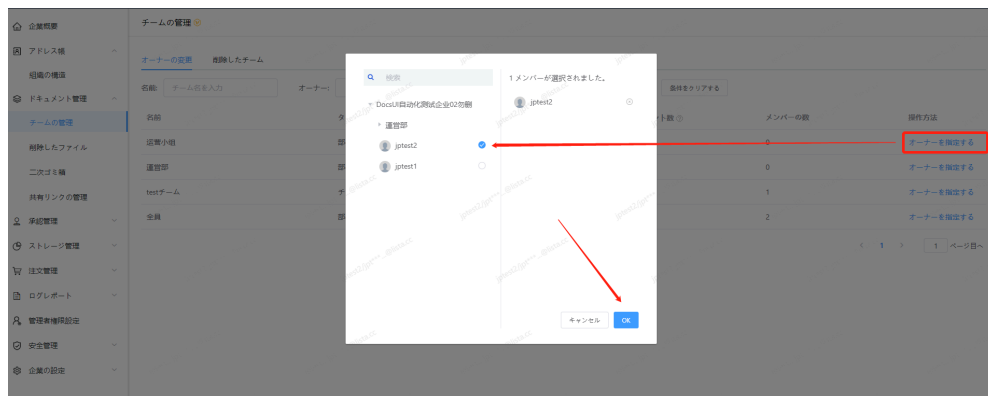 企業概要
アドレス帳
組織の構造
ドキュメント管理
チームの管理
削除したファイル
二次ゴミ箱
共有リンクの管理
承認管理
ストレージ管理
注文管理
ログレポート
管理者権限設定
安全管理
企業の設定
チームの管理
オーナーの変更 削除したチーム
名前: チーム名を入力 オーナー: 条件をクリアする
名前 メンバーの数 操作方法
运营小组 0 オーナーを指定する
運営部 0 オーナーを指定する
testチーム 1 オーナーを指定する
全員 2 オーナーを指定する
1 1 ページ目へ
検索
DocsUI自动化测试企业02勿删
運営部
jptest2
jptest1
1メンバーが選択されました。
jptest2
キャンセル OK